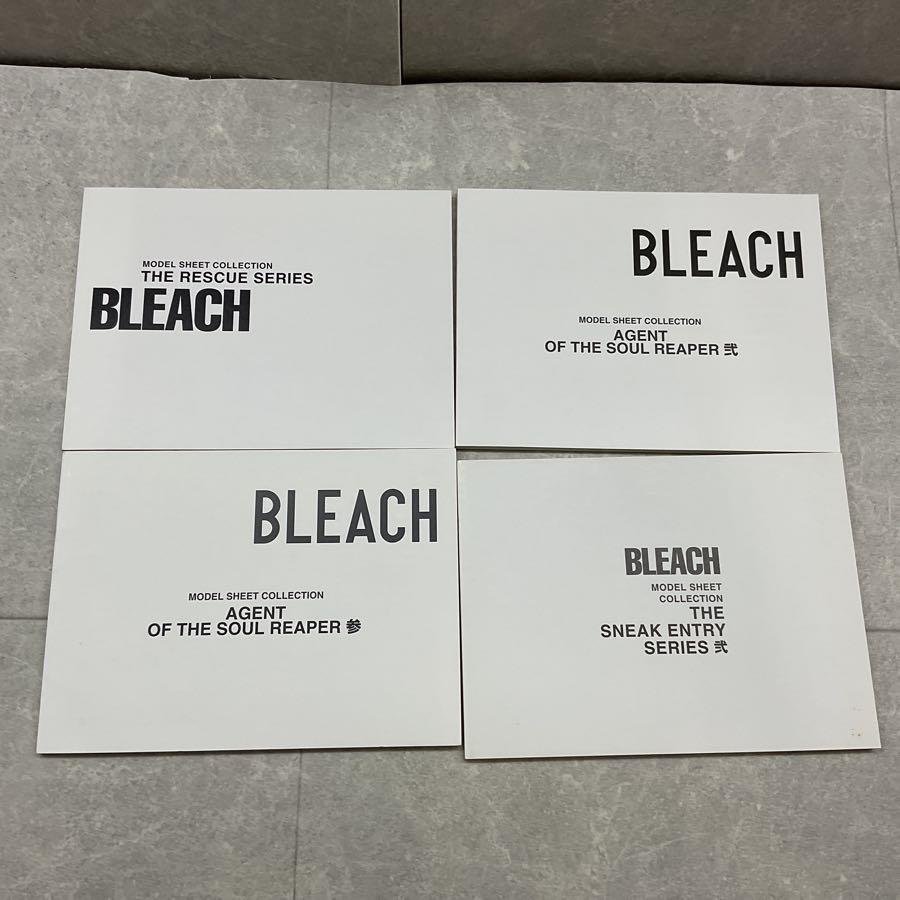 MODEL SHEET COLLECTION
THE RESCUE SERIES
BLEACH
BLEACH
MODEL SHEET COLLECTION
AGENT
OF THE SOUL REAPER 弐
BLEACH
MODEL SHEET COLLECTION
AGENT
OF THE SOUL REAPER 参
BLEACH
MODEL SHEET
COLLECTION
THE
SNEAK ENTRY
SERIES 弐